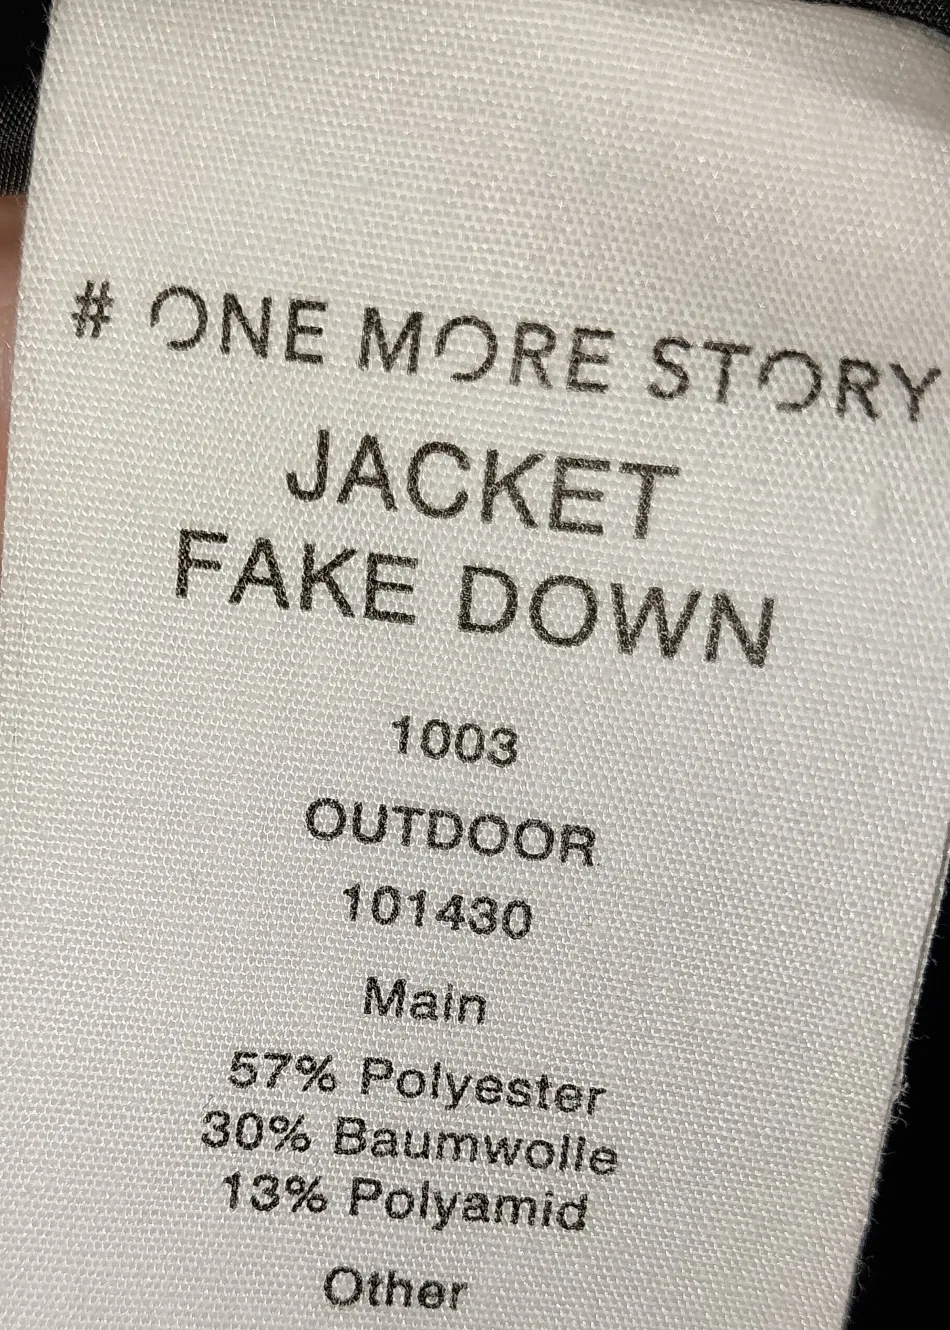 # ONE MORE STORY
JACKET
FAKE DOWN
1003
OUTDOOR
101430
Main
57% Polyester
30% Baumwolle
13% Polyamid
Other